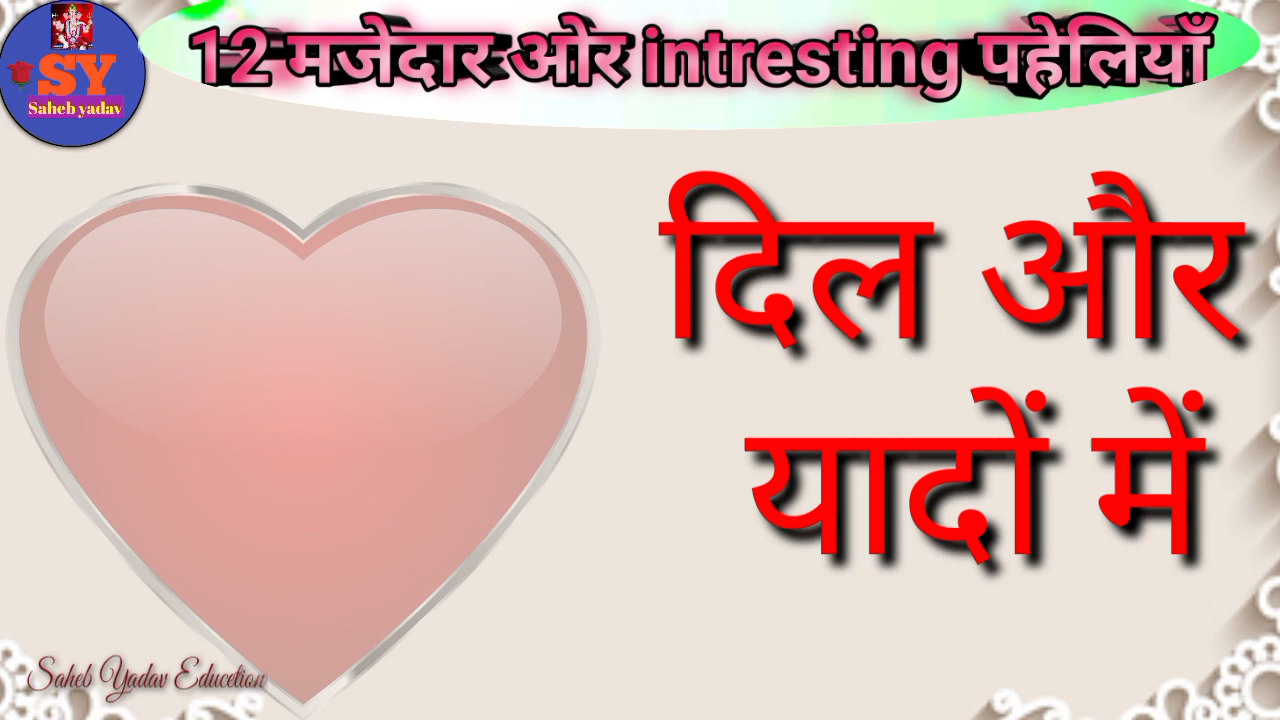 12 मजेदार ओर intresting पहेलियाँ
SY
Saheb yadav
दिल और
यादों में
Saheb Yadav Educetion